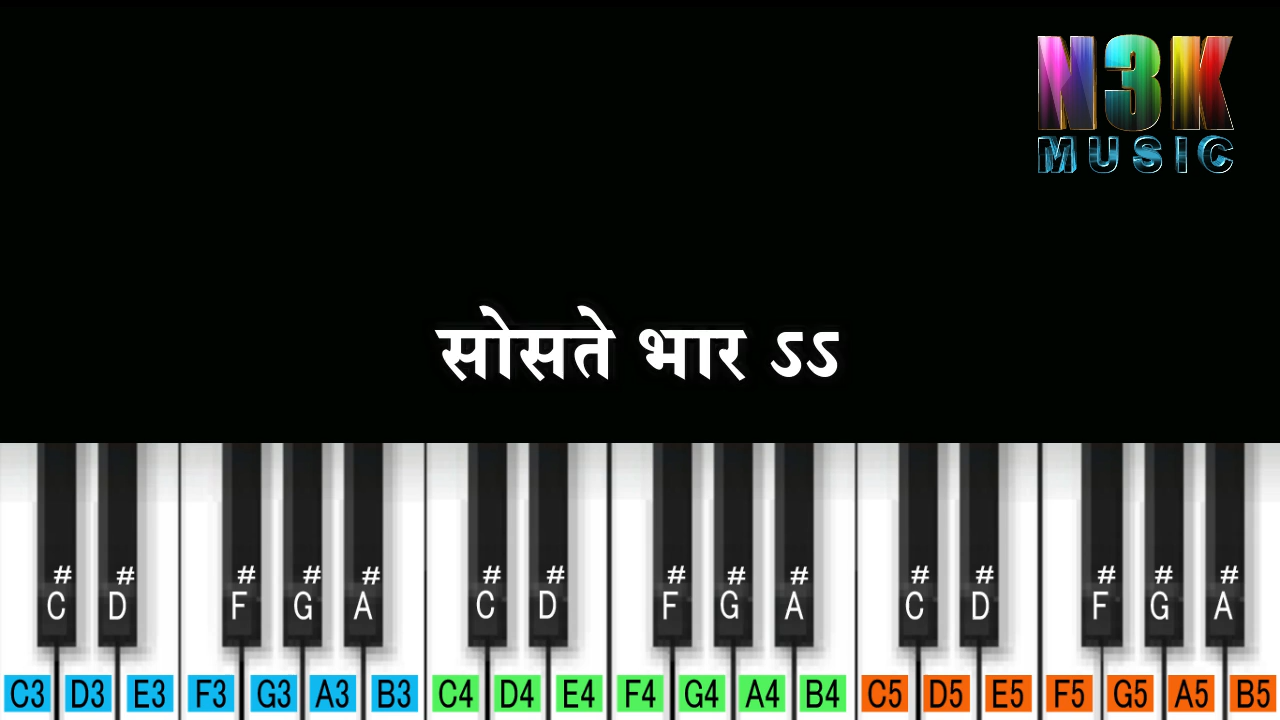 N3K
MUSIC
सोसते भार ऽऽ
# # # # # # # # # # # # # # #
C D F G A C D F G A C D F G A
C3 D3 E3 F3 G3 A3 B3 C4 D4 E4 F4 G4 A4 B4 C5 D5 E5 F5 G5 A5 B5